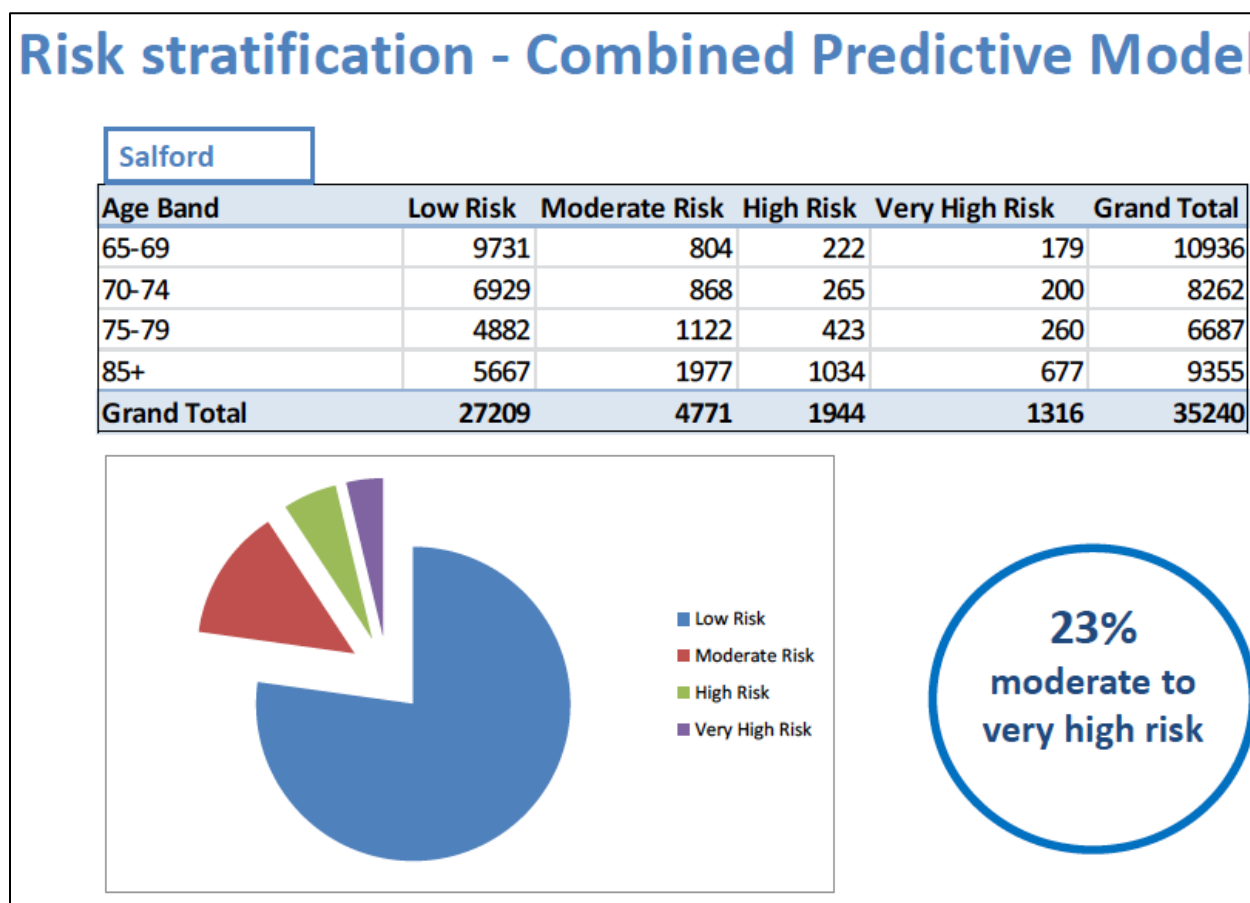 Risk stratification - Combined Predictive Model
Salford
Age Band Low Risk Moderate Risk High Risk Very High Risk Grand Total
65-69 9731 804 222 179 10936
70-74 6929 868 265 200 8262
75-79 4882 1122 423 260 6687
85+ 5667 1977 1034 677 9355
Grand Total 27209 4771 1944 1316 35240
Low Risk
Moderate Risk
High Risk
Very High Risk
23%
moderate to
very high risk